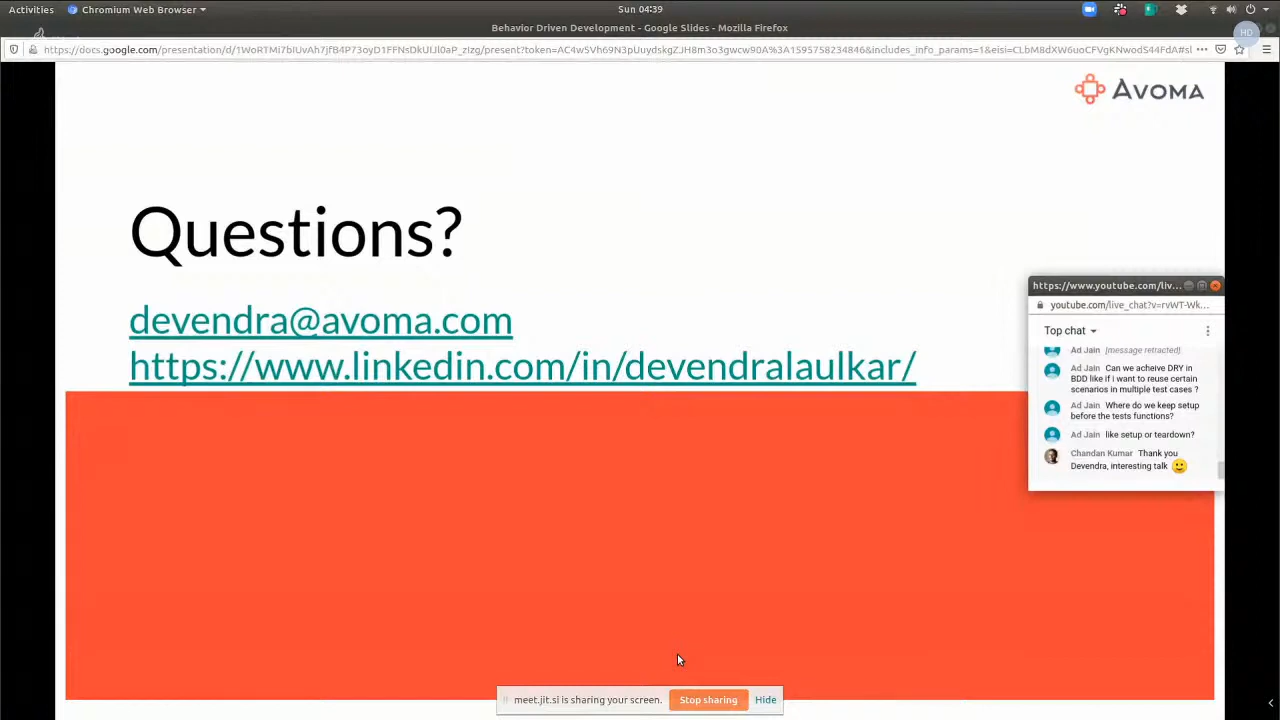 Activities
Chromium Web Browser
Sun 04:39
Behavior Driven Development - Google Slides - Mozilla Firefox
HD
AVOMA
Questions?
devendra@avoma.com
https://www.linkedin.com/in/devendralaulkar/
https://www.youtube.com/liv...
youtube.com/live_chat?v=rvWT-Wk...
Top chat
Ad Jain [message retracted]
Ad Jain Can we acheive DRY in
BDD like if i want to reuse certain
scenarios in multiple test cases ?
Ad Jain Where do we keep setup
before the tests functions?
Ad Jain like setup or teardown?
Chandan Kumar Thank you
Devendra, interesting talk 🙂
meet.jit.si is sharing your screen.
Stop sharing
Hide